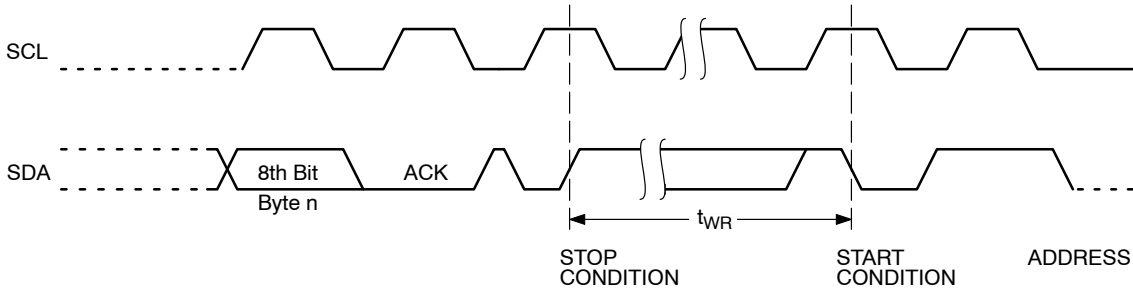 SCL
SDA
8th Bit
Byte n
ACK
tWR
STOP
CONDITION
START
CONDITION
ADDRESS